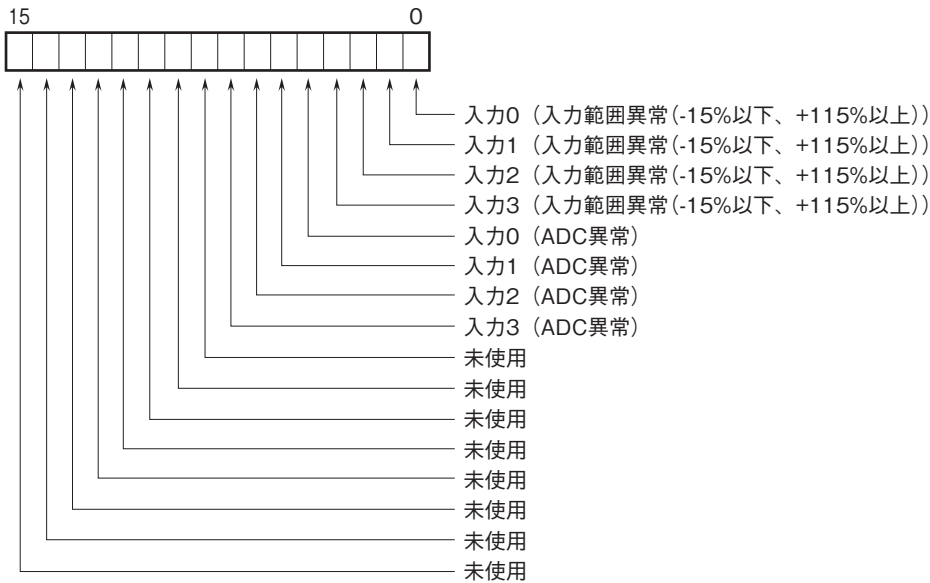 15 0
入力0（入力範囲異常（-15%以下、+115%以上））
入力1（入力範囲異常（-15%以下、+115%以上））
入力2（入力範囲異常（-15%以下、+115%以上））
入力3（入力範囲異常（-15%以下、+115%以上））
入力0（ADC異常）
入力1（ADC異常）
入力2（ADC異常）
入力3（ADC異常）
未使用
未使用
未使用
未使用
未使用
未使用
未使用
未使用